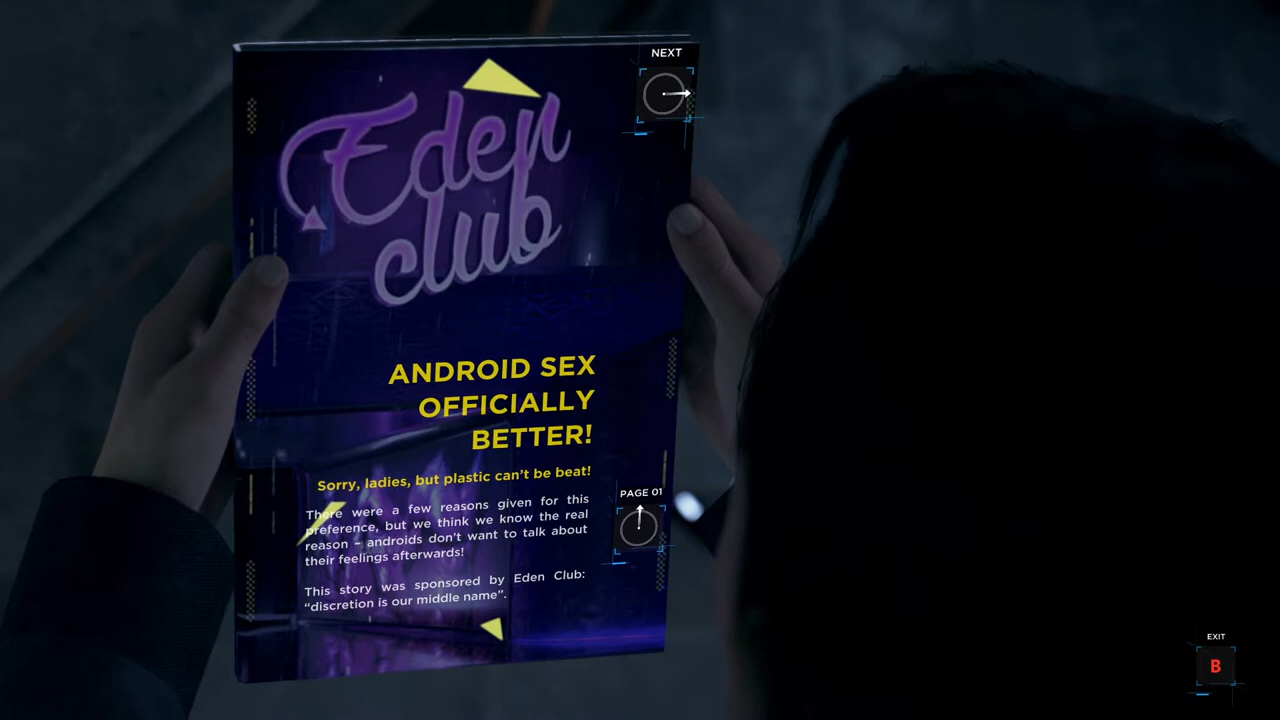 NEXT
Eden
club
ANDROID SEX
OFFICIALLY
BETTER!
Sorry, ladies, but plastic can't be beat!
There were a few reasons given for this
preference, but we think we know the real
reason – androids don't want to talk about
their feelings afterwards!
This story was sponsored by Eden Club:
“discretion is our middle name”.
PAGE 01
EXIT
B